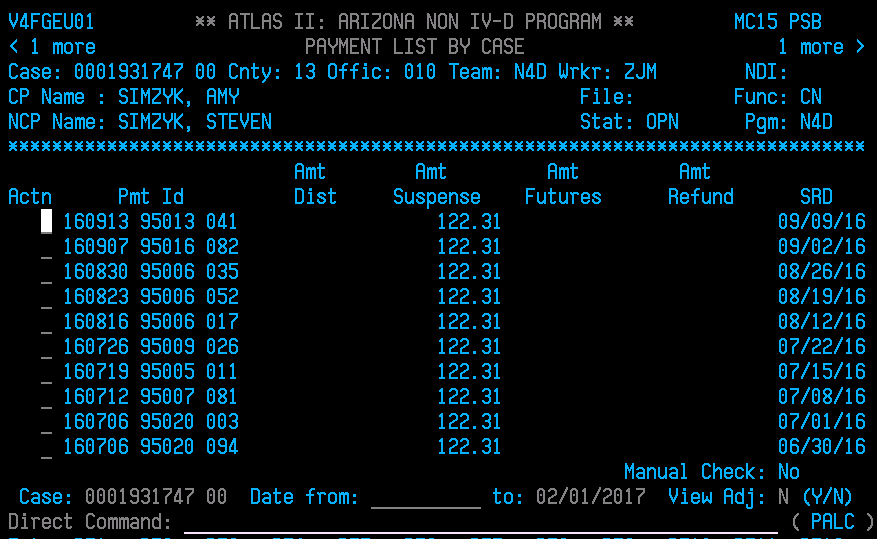 V4FGEU01 ** ATLAS II: ARIZONA NON IV-D PROGRAM ** MC15 PSB
< 1 more PAYMENT LIST BY CASE 1 more >
Case: 0001931747 00 Cnty: 13 Offic: 010 Team: N4D Wrkr: ZJM NDI:
CP Name : SIMZYK, AMY File: Func: CN
NCP Name: SIMZYK, STEVEN Stat: OPN Pgm: N4D
******************************************************************************
Amt Amt Amt Amt
Actn Pmt Id Dist Suspense Futures Refund SRD
_ 160913 95013 041 122.31 09/09/16
_ 160907 95016 082 122.31 09/02/16
_ 160830 95006 035 122.31 08/26/16
_ 160823 95006 052 122.31 08/19/16
_ 160816 95006 017 122.31 08/12/16
_ 160726 95009 026 122.31 07/22/16
_ 160719 95005 011 122.31 07/15/16
_ 160712 95007 081 122.31 07/08/16
_ 160706 95020 003 122.31 07/01/16
_ 160706 95020 094 122.31 06/30/16
Manual Check: No
Case: 0001931747 00 Date from: __________ to: 02/01/2017 View Adj: N (Y/N)
Direct Command: ______________________________________________________ ( PALC )